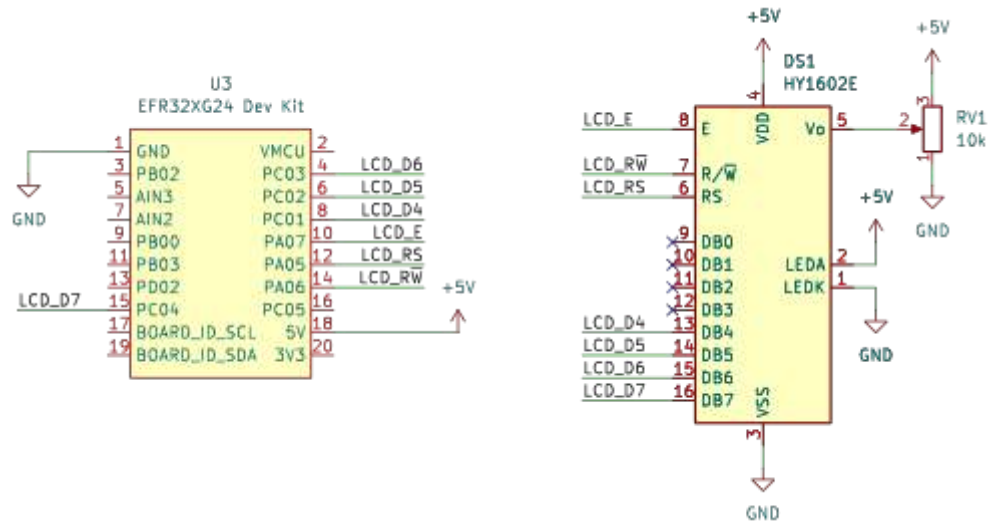 U3
EFR32XG24 Dev Kit
1 GND VMCU 2
3 PB02 PC03 4 LCD_D6
5 AIN3 PC02 6 LCD_D5
7 AIN2 PC01 8 LCD_D4
9 PB00 PA07 10 LCD_E
11 PB03 PA05 12 LCD_RS
13 PD02 PA06 14 LCD_RW̅
LCD_D7 15 PC04 PC05 16
17 BOARD_ID_SCL 5V 18
19 BOARD_ID_SDA 3V3 20
GND
+5V
+5V
DS1
HY1602E
4
VDD
LCD_E 8 E Vo 5
LCD_RW̅ 7 R/W̅
LCD_RS 6 RS
9 DB0
10 DB1 LEDA 2
11 DB2 LEDK 1
12 DB3
LCD_D4 13 DB4
LCD_D5 14 DB5
LCD_D6 15 DB6
LCD_D7 16 DB7
VSS
3
GND
+5V
3
2
RV1
10k
1
GND
+5V
GND